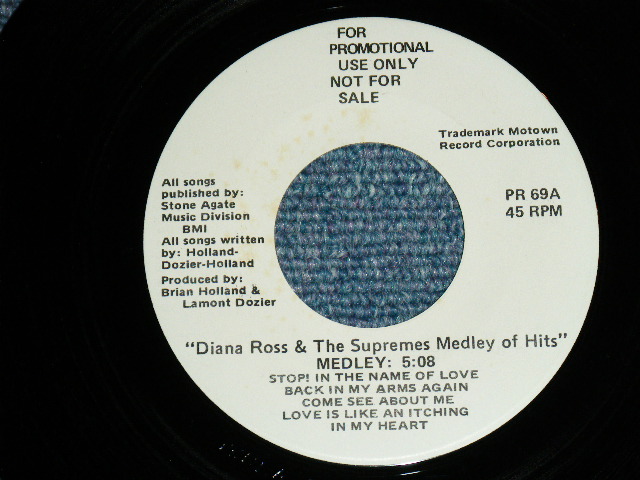 FOR
PROMOTIONAL
USE ONLY
NOT FOR
SALE
Trademark Motown
Record Corporation
All songs
published by:
Stone Agate
Music Division
BMI
All songs written
by: Holland-
Dozier-Holland
Produced by:
Brian Holland &
Lamont Dozier
PR 69A
45 RPM
"Diana Ross & The Supremes Medley of Hits"
MEDLEY: 5:08
STOP! IN THE NAME OF LOVE
BACK IN MY ARMS AGAIN
COME SEE ABOUT ME
LOVE IS LIKE AN ITCHING
IN MY HEART